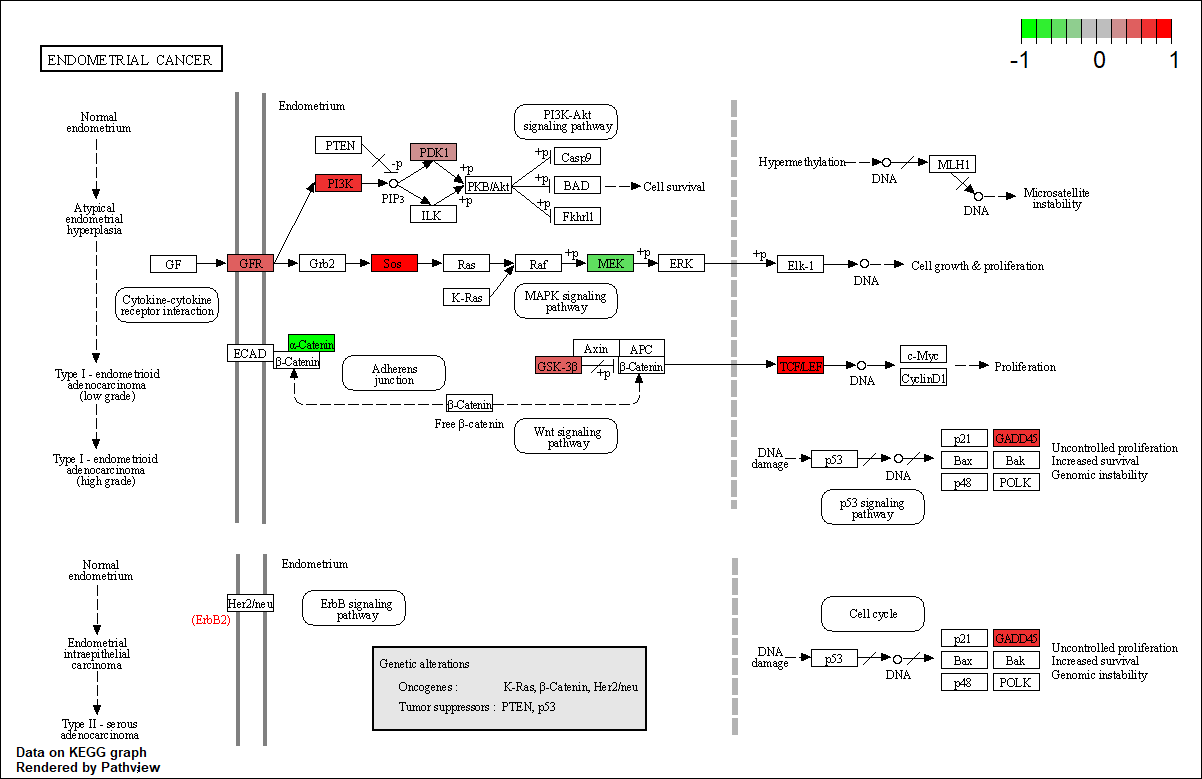 -1 0 1
ENDOMETRIAL CANCER
Normal
endometrium
Atypical
endometrial
hyperplasia
Type I - endometrioid
adenocarcinoma
(low grade)
Type I - endometrioid
adenocarcinoma
(high grade)
Endometrium
PTEN
-p
PI3K
PIP3
PDK1
+p
ILK
+p
PKB/Akt
PI3K-Akt
signaling pathway
+p
Casp9
+p
BAD
+p
Fkhrl1
Cell survival
Hypermethylation
DNA
MLH1
DNA
Microsatellite
instability
GF
GFR
Grb2
Sos
Ras
K-Ras
Raf
+p
MEK
+p
ERK
+p
Elk-1
DNA
Cell growth & proliferation
Cytokine-cytokine
receptor interaction
MAPK signaling
pathway
ECAD
α-Catenin
β-Catenin
Adherens
junction
β-Catenin
Free β-catenin
Wnt signaling
pathway
GSK-3β
Axin
APC
+p
β-Catenin
TCF/LEF
DNA
c-Myc
CyclinD1
Proliferation
DNA
damage
p53
DNA
p21
GADD45
Bax
Bak
p48
POLK
Uncontrolled proliferation
Increased survival
Genomic instability
p53 signaling
pathway
Normal
endometrium
Endometrial
intraepithelial
carcinoma
Type II - serous
adenocarcinoma
Endometrium
Her2/neu
(ErbB2)
ErbB signaling
pathway
Genetic alterations
Oncogenes : K-Ras, β-Catenin, Her2/neu
Tumor suppressors : PTEN, p53
Cell cycle
DNA
damage
p53
DNA
p21
GADD45
Bax
Bak
p48
POLK
Uncontrolled proliferation
Increased survival
Genomic instability
Data on KEGG graph
Rendered by Pathview